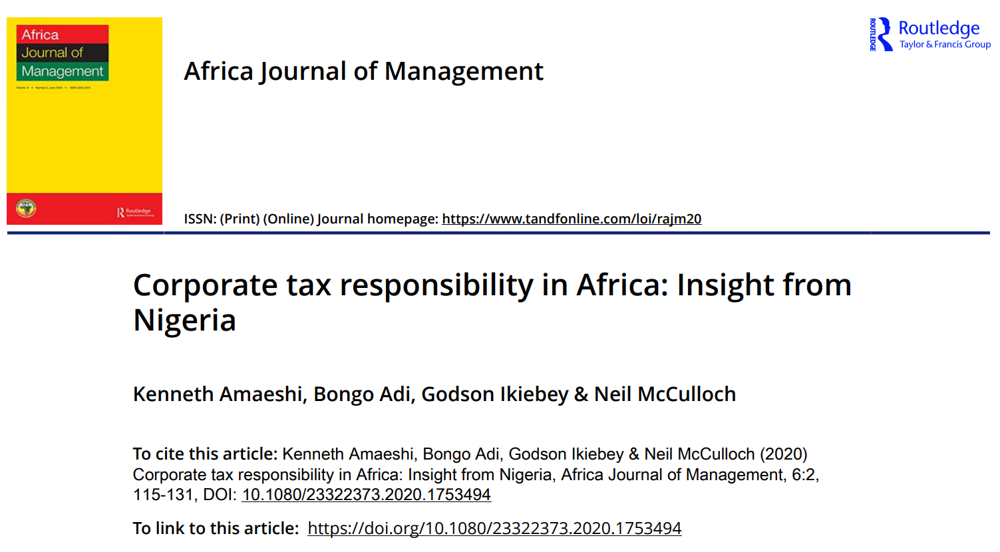 Africa
Journal of
Management
Africa Journal of Management
ROUTLEDGE
Routledge
Taylor & Francis Group
Routledge
Taylor & Francis Group
ISSN: (Print) (Online) Journal homepage: https://www.tandfonline.com/loi/rajm20
Corporate tax responsibility in Africa: Insight from
Nigeria
Kenneth Amaeshi, Bongo Adi, Godson Ikiebey & Neil McCulloch
To cite this article: Kenneth Amaeshi, Bongo Adi, Godson Ikiebey & Neil McCulloch (2020)
Corporate tax responsibility in Africa: Insight from Nigeria, Africa Journal of Management, 6:2,
115-131, DOI: 10.1080/23322373.2020.1753494
To link to this article: https://doi.org/10.1080/23322373.2020.1753494